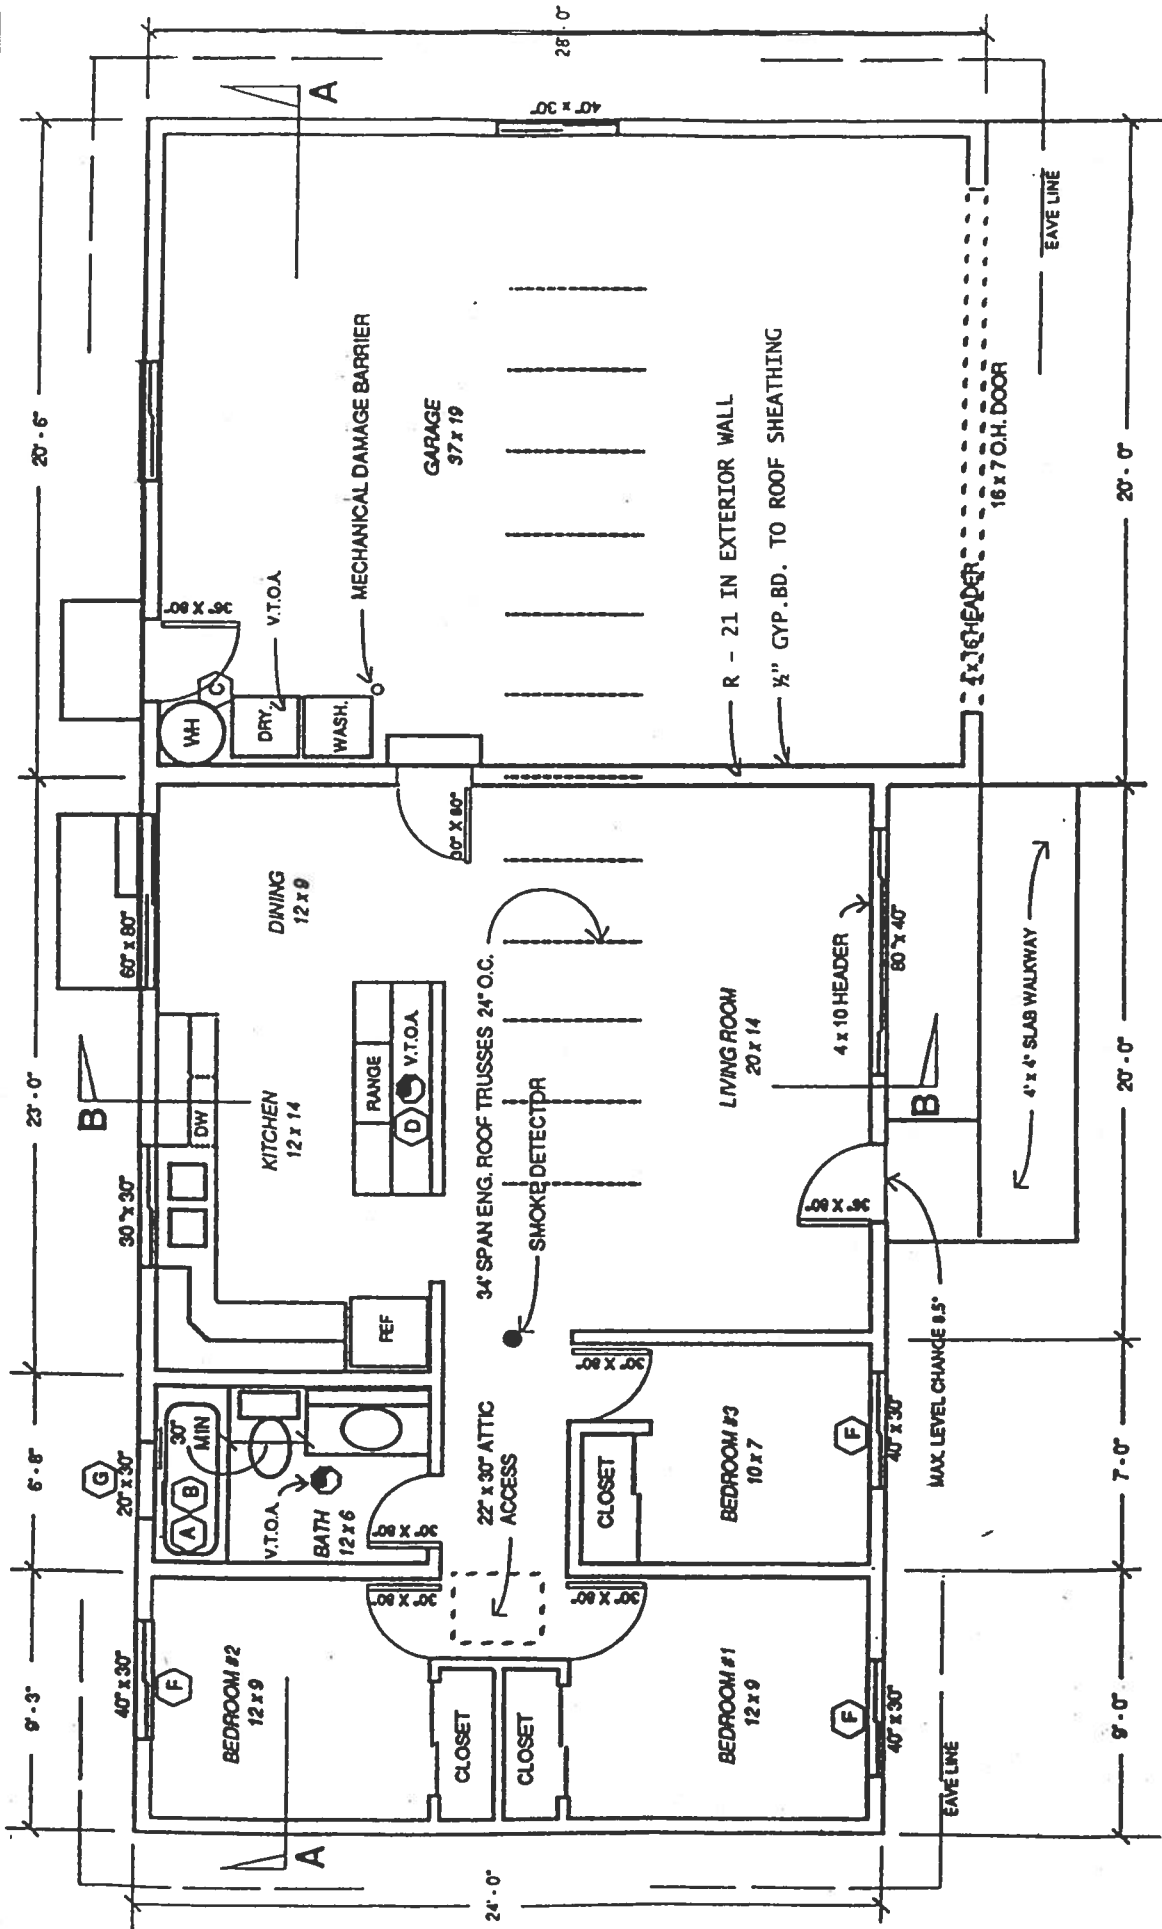 9'-3"
6'-8"
23'-0"
20'-6"
40" x 30"
G
20" x 30"
30" x 30"
60" x 80"
24'-0"
28'-0"
A
A
B
B
BEDROOM #2
12 x 9
F
A
B
30"
MIN
V.T.O.A.
BATH
12 x 6
30" X 80"
30" X 80"
REF
DW
KITCHEN
12 x 14
RANGE
D
V.T.O.A.
DINING
12 x 9
30" X 80"
WH
C
DRY.
WASH.
36" X 80"
V.T.O.A.
MECHANICAL DAMAGE BARRIER
GARAGE
37 x 19
40" x 30"
CLOSET
CLOSET
22" x 30" ATTIC
ACCESS
34' SPAN ENG. ROOF TRUSSES 24" O.C.
SMOKE DETECTOR
30" X 80"
30" X 80"
CLOSET
BEDROOM #1
12 x 9
F
BEDROOM #3
10 x 7
F
LIVING ROOM
20 x 14
36" X 80"
4 x 10 HEADER
R - 21 IN EXTERIOR WALL
½" GYP.BD. TO ROOF SHEATHING
4 x 16 HEADER
16 x 7 O.H. DOOR
40" x 30"
40" x 30"
80" x 40"
MAX. LEVEL CHANGE 8.5"
4' x 4" SLAB WALKWAY
EAVE LINE
EAVE LINE
9'-0"
7'-0"
20'-0"
20'-0"